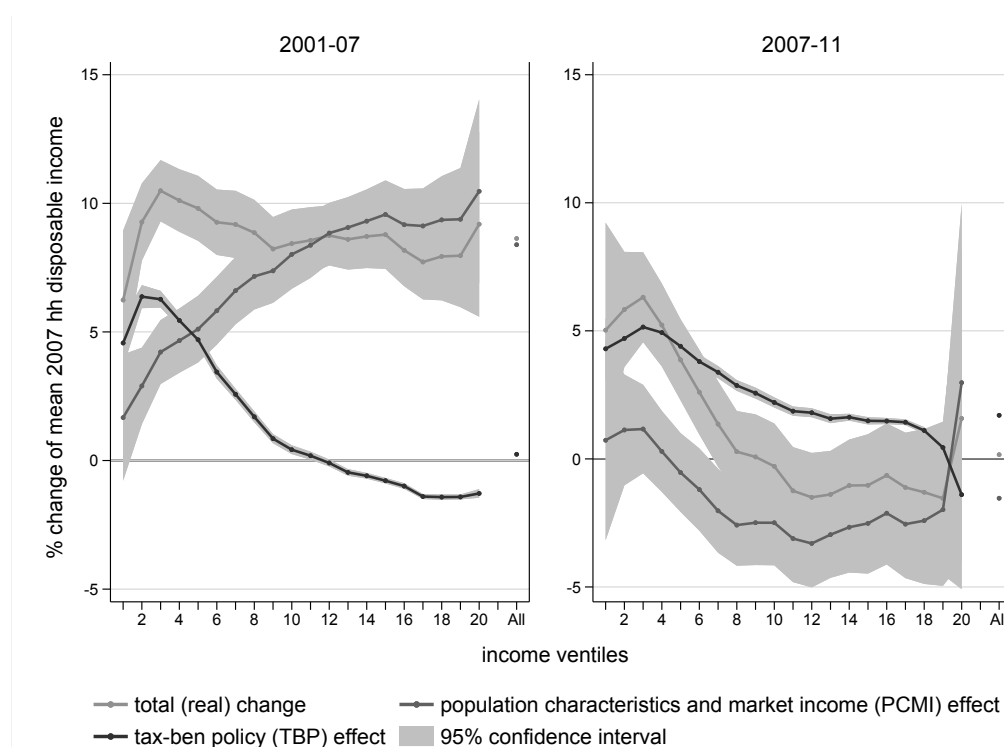 2001-07
2007-11
% change of mean 2007 hh disposable income
15
10
5
0
-5
15
10
5
0
-5
2 4 6 8 10 12 14 16 18 20 All
2 4 6 8 10 12 14 16 18 20 Al
income ventiles
total (real) change
population characteristics and market income (PCMI) effect
tax-ben policy (TBP) effect
95% confidence interval